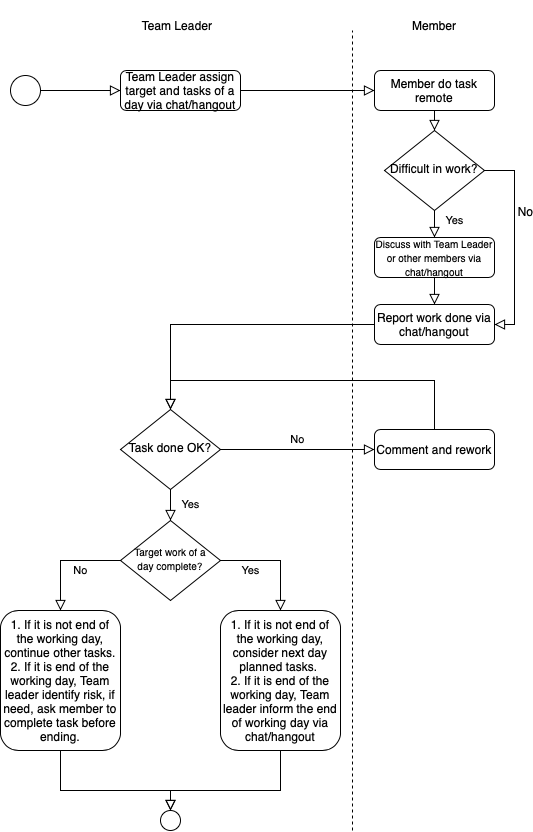 Team Leader
Member
Team Leader assign
target and tasks of a
day via chat/hangout
Member do task
remote
Difficult in work?
No
Yes
Discuss with Team Leader
or other members via
chat/hangout
Report work done via
chat/hangout
Task done OK?
No
Comment and rework
Yes
Target work of a
day complete?
No
Yes
1. If it is not end of
the working day,
continue other tasks.
2. If it is end of the
working day, Team
leader identify risk, if
need, ask member to
complete task before
ending.
1. If it is not end of
the working day,
consider next day
planned tasks.
2. If it is end of the
working day, Team
leader inform the end
of working day via
chat/hangout